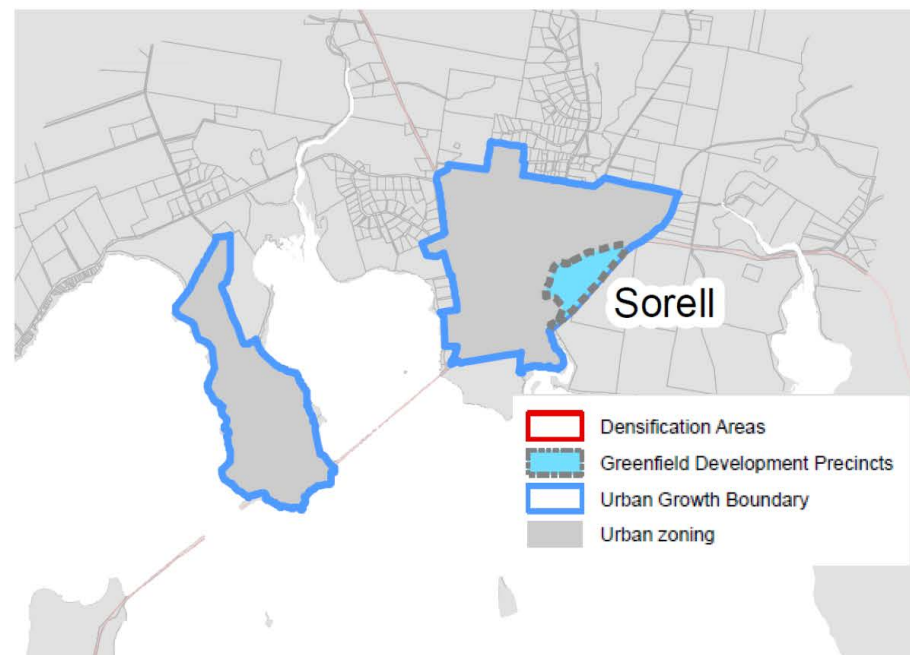 Sorell
Densification Areas
Greenfield Development Precincts
Urban Growth Boundary
Urban zoning